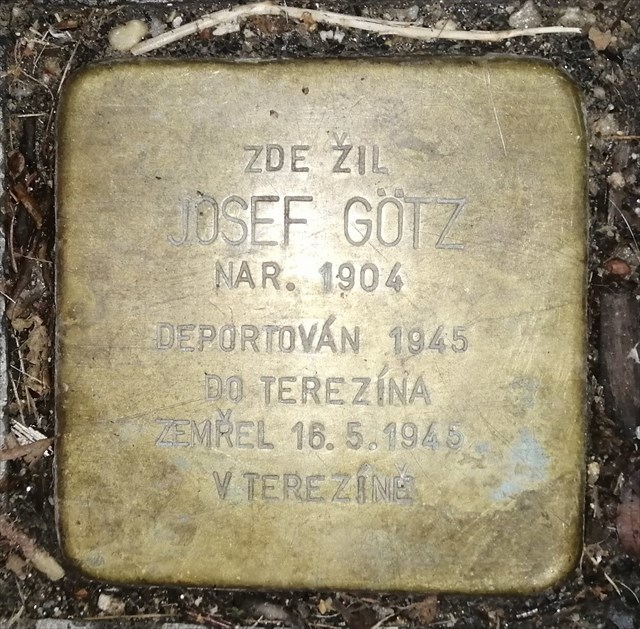 ZDE ŽIL
JOSEF GÖTZ
NAR. 1904
DEPORTOVÁN 1945
DO TEREZÍNA
ZEMŘEL 16.5.1945
V TEREZÍNĚ